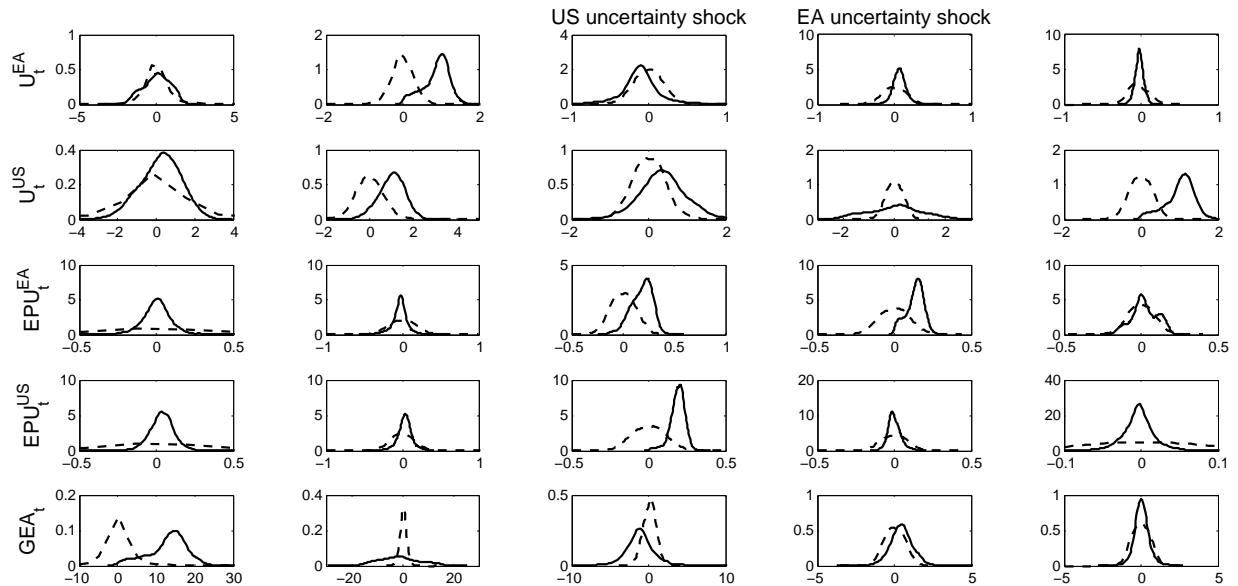 US uncertainty shock EA uncertainty shock
U_t^EA
1 0.5 0 −5 0 5
2 1 0 −2 0 2
4 2 0 −1 0 1
10 5 0 −1 0 1
10 5 0 −1 0 1
U_t^US
0.4 0.2 0 −4 −2 0 2 4
1 0.5 0 −2 0 2 4
1 0.5 0 −2 0 2
2 1 0 −2 0 2
2 1 0 −2 0 2
EPU_t^EA
10 5 0 −0.5 0 0.5
10 5 0 −1 0 1
5 0 −0.5 0 0.5 1
10 5 0 −0.5 0 0.5
10 5 0 −0.5 0 0.5
EPU_t^US
10 5 0 −0.5 0 0.5
10 5 0 −1 0 1
10 5 0 −0.5 0 0.5
20 10 0 −0.5 0 0.5
40 20 0 −0.1 0 0.1
GEA_t
0.2 0.1 0 −10 0 10 20 30
0.4 0.2 0 −20 0 20
0.5 0 −10 0 10
1 0.5 0 −5 0 5
1 0.5 0 −5 0 5